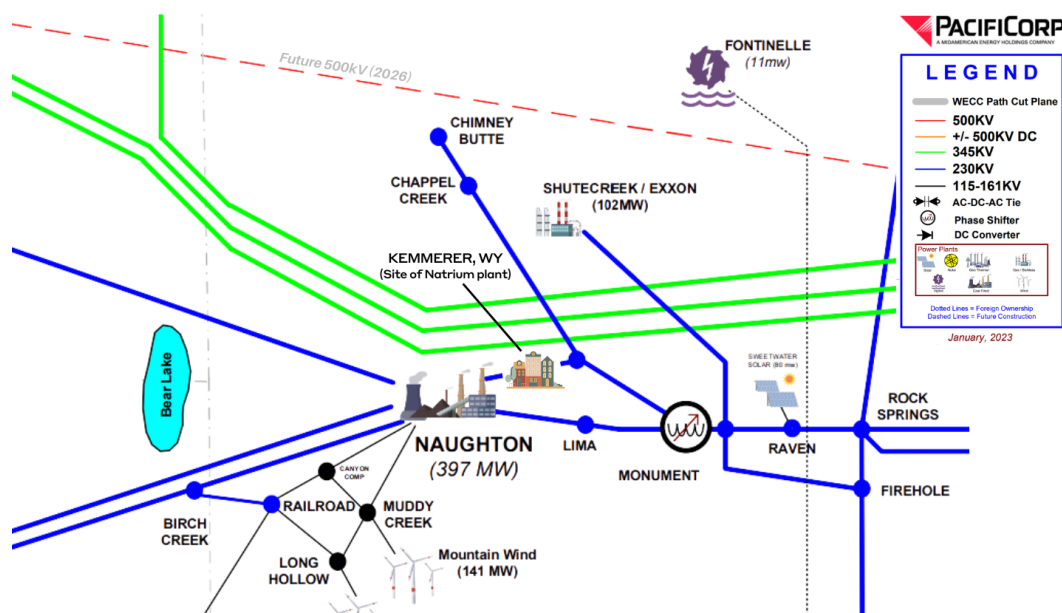 PACIFICORP
A MIDAMERICAN ENERGY HOLDINGS COMPANY
FONTINELLE
(11mw)
Future 500kV (2026)
LEGEND
WECC Path Cut Plane
500KV
+/- 500KV DC
345KV
230KV
115-161KV
AC-DC-AC Tie
Phase Shifter
DC Converter
Power Plants
Solar
Wind
Dotted Lines = Foreign Ownership
Dashed Lines = Future Construction
January, 2023
CHIMNEY
BUTTE
CHAPPEL
CREEK
SHUTECREEK / EXXON
(102MW)
KEMMERER, WY
(Site of Natrium plant)
Bear Lake
SWEETWATER
SOLAR (80 mw)
ROCK
SPRINGS
NAUGHTON
(397 MW)
LIMA
MONUMENT
RAVEN
FIREHOLE
CANYON
COMP
RAILROAD
MUDDY
CREEK
BIRCH
CREEK
LONG
HOLLOW
Mountain Wind
(141 MW)